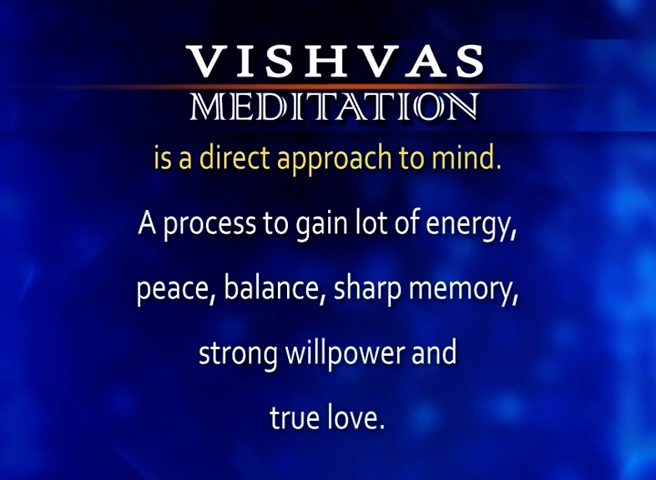 VISHVAS
MEDITATION
is a direct approach to mind.
A process to gain lot of energy,
peace, balance, sharp memory,
strong willpower and
true love.